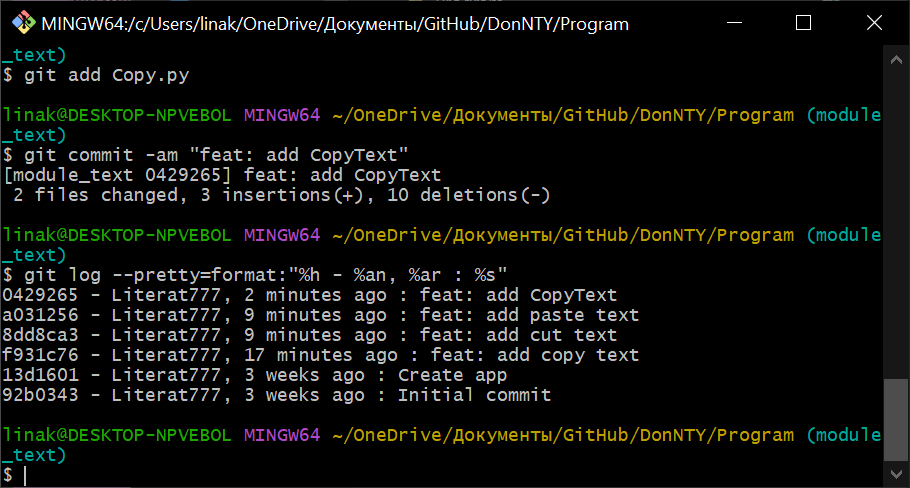 MINGW64:/c/Users/linak/OneDrive/Документы/GitHub/DonNTY/Program
_text)
$ git add Copy.py
linak@DESKTOP-NPVEBOL MINGW64 ~/OneDrive/Документы/GitHub/DonNTY/Program (module
_text)
$ git commit -am "feat: add CopyText"
[module_text 0429265] feat: add CopyText
 2 files changed, 3 insertions(+), 10 deletions(-)
linak@DESKTOP-NPVEBOL MINGW64 ~/OneDrive/Документы/GitHub/DonNTY/Program (module
_text)
$ git log --pretty=format:"%h - %an, %ar : %s"
0429265 - Literat777, 2 minutes ago : feat: add CopyText
a031256 - Literat777, 9 minutes ago : feat: add paste text
8dd8ca3 - Literat777, 9 minutes ago : feat: add cut text
f931c76 - Literat777, 17 minutes ago : feat: add copy text
13d1601 - Literat777, 3 weeks ago : Create app
92b0343 - Literat777, 3 weeks ago : Initial commit
linak@DESKTOP-NPVEBOL MINGW64 ~/OneDrive/Документы/GitHub/DonNTY/Program (module
_text)
$